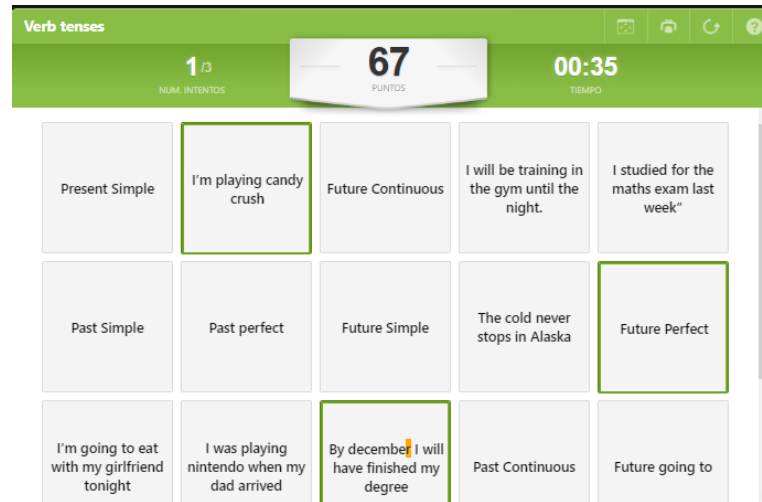 Verb tenses
1/3
NUM. INTENTOS
67
PUNTOS
00:35
TIEMPO
Present Simple
I'm playing candy
crush
Future Continuous
I will be training in
the gym until the
night.
I studied for the
maths exam last
week"
Past Simple
Past perfect
Future Simple
The cold never
stops in Alaska
Future Perfect
I'm going to eat
with my girlfriend
tonight
I was playing
nintendo when my
dad arrived
By december I will
have finished my
degree
Past Continuous
Future going to